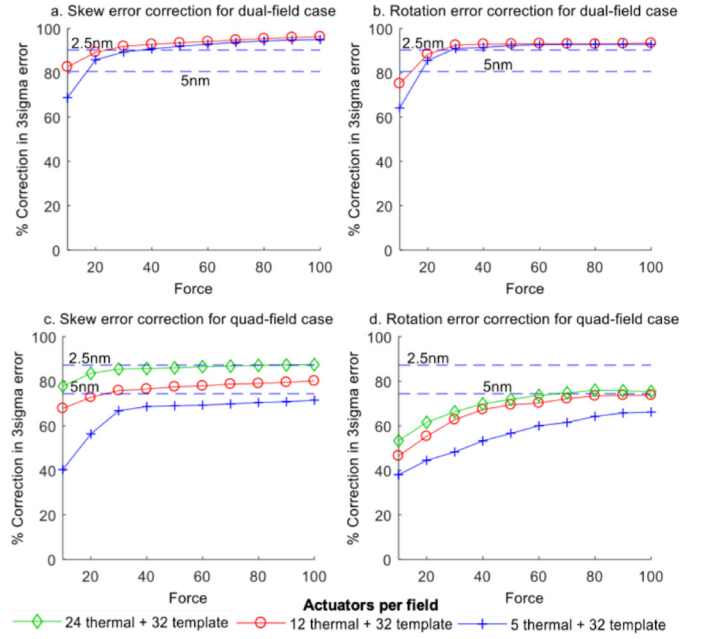 a. Skew error correction for dual-field case
100
80
60
40
20
0
2.5nm
5nm
20 40 60 80 100
Force
% Correction in 3sigma error
b. Rotation error correction for dual-field case
100
80
60
40
20
0
2.5nm
5nm
20 40 60 80 100
Force
% Correction in 3sigma error
c. Skew error correction for quad-field case
100
80
60
40
20
0
2.5nm
5nm
20 40 60 80 100
Force
% Correction in 3sigma error
d. Rotation error correction for quad-field case
100
80
60
40
20
0
2.5nm
5nm
20 40 60 80 100
Force
% Correction in 3sigma error
Actuators per field
24 thermal + 32 template 12 thermal + 32 template 5 thermal + 32 template